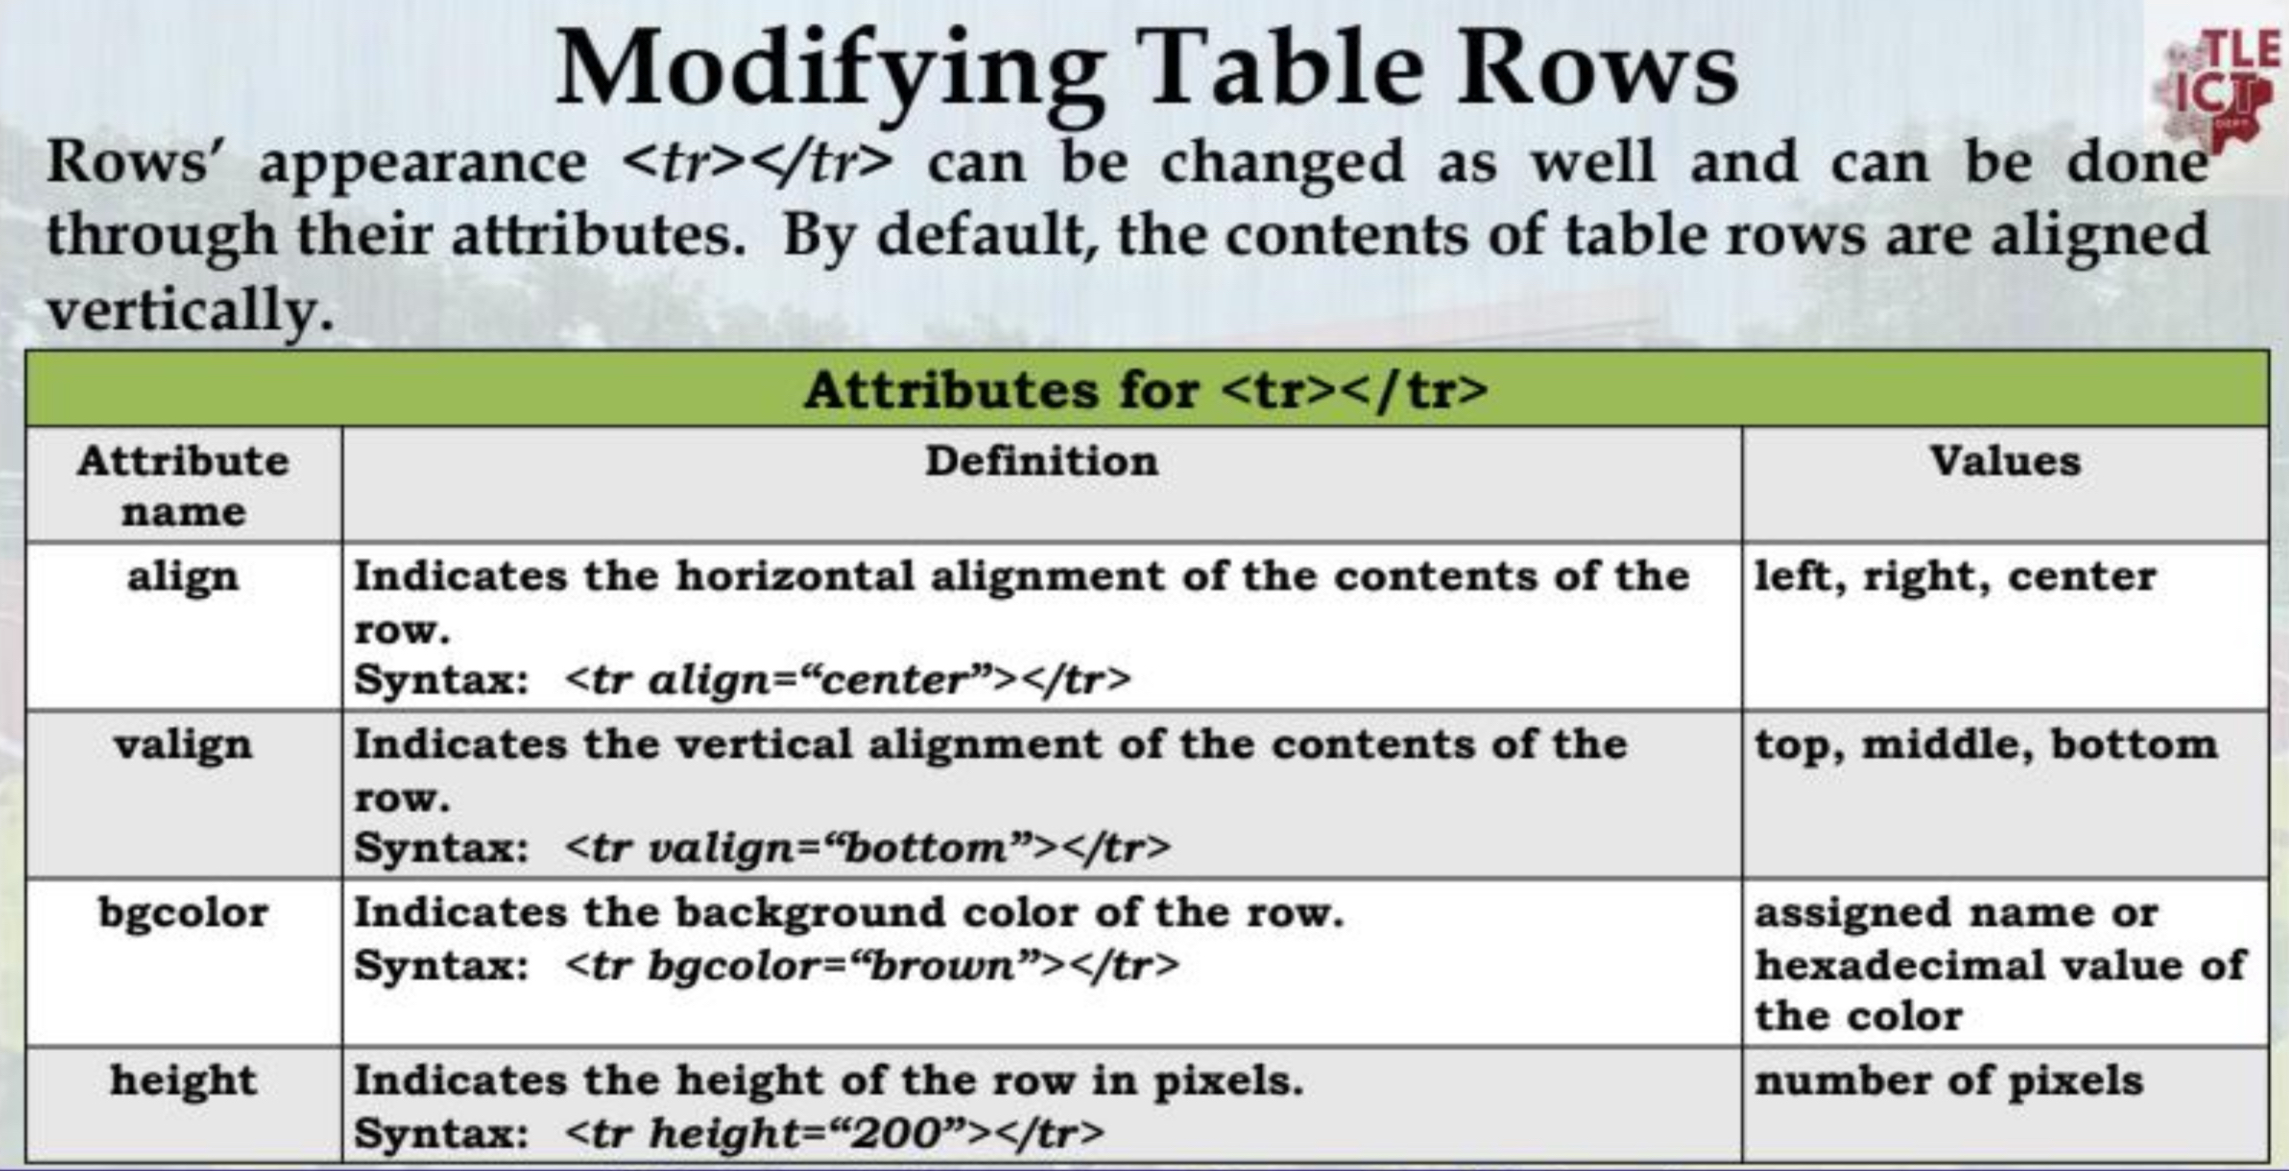 Modifying Table Rows
TLE
ICT
DEPT.
Rows’ appearance <tr></tr> can be changed as well and can be done
through their attributes. By default, the contents of table rows are aligned
vertically.
Attributes for <tr></tr>
Attribute
name
Definition
Values
align
Indicates the horizontal alignment of the contents of the
row.
Syntax: <tr align=“center”></tr>
left, right, center
valign
Indicates the vertical alignment of the contents of the
row.
Syntax: <tr valign=“bottom”></tr>
top, middle, bottom
bgcolor
Indicates the background color of the row.
Syntax: <tr bgcolor=“brown”></tr>
assigned name or
hexadecimal value of
the color
height
Indicates the height of the row in pixels.
Syntax: <tr height=“200”></tr>
number of pixels